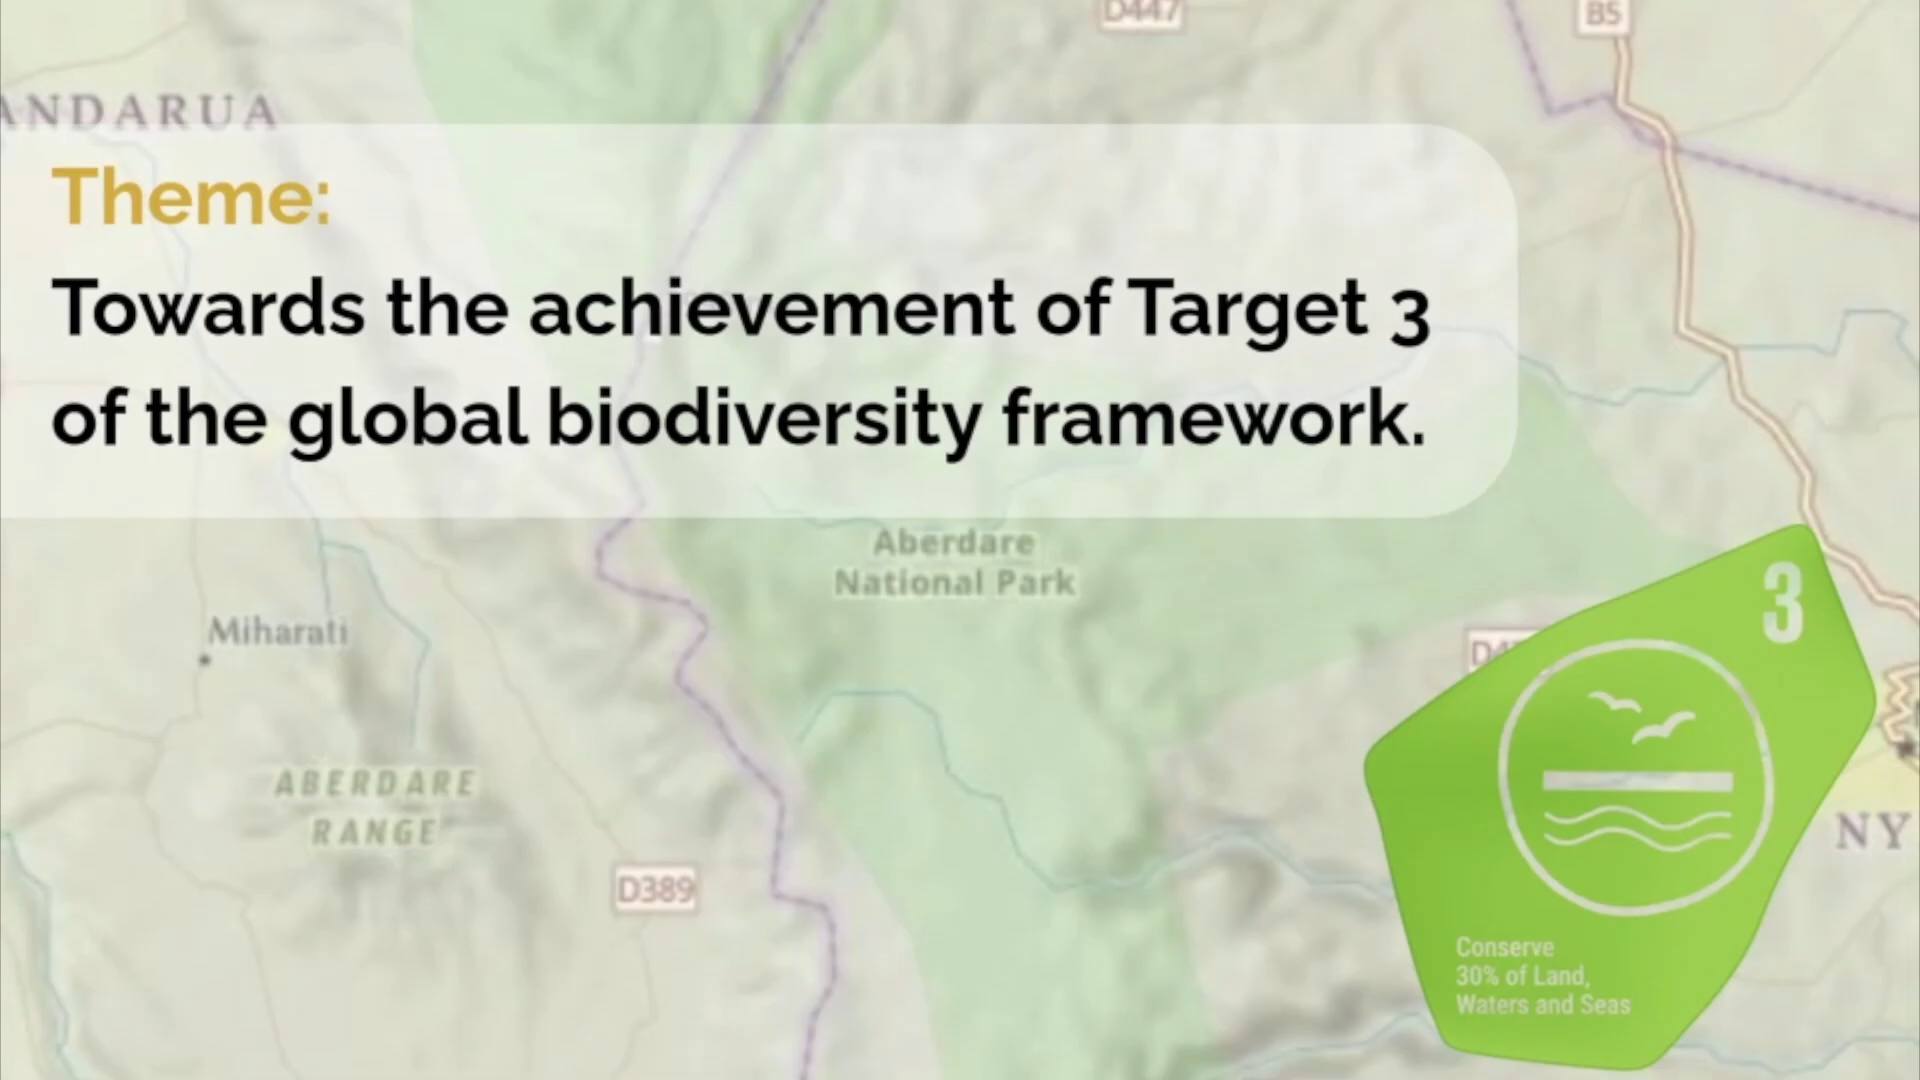 D447
B5
ANDARUA
Theme:
Towards the achievement of Target 3
of the global biodiversity framework.
Aberdare
National Park
3
Miharati
ABERDARE
RANGE
D389
NY
Conserve
30% of Land,
Waters and Seas